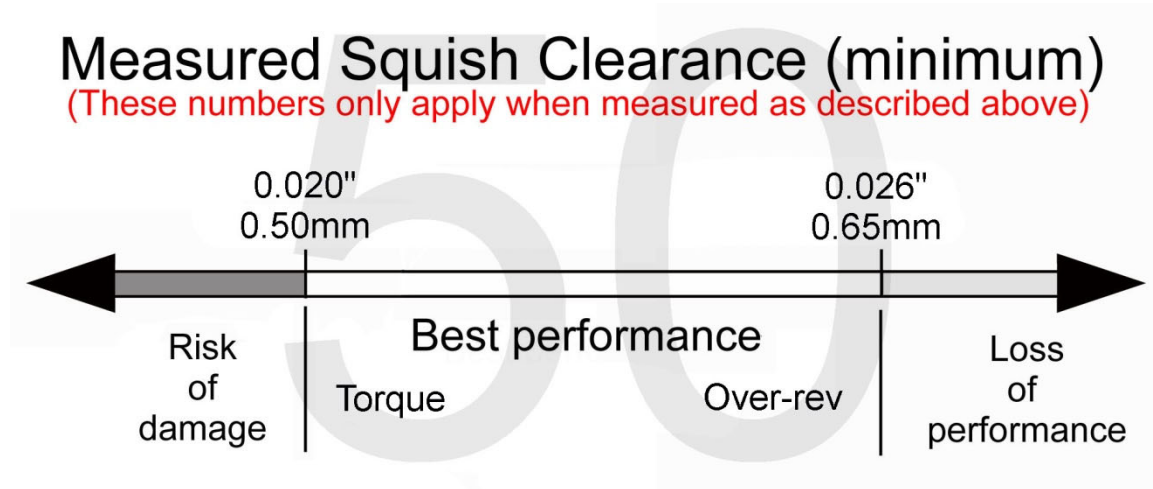 Measured Squish Clearance (minimum)
(These numbers only apply when measured as described above)
50
0.020"
0.50mm
0.026"
0.65mm
Best performance
Risk
of
damage
Torque
Over-rev
Loss
of
performance